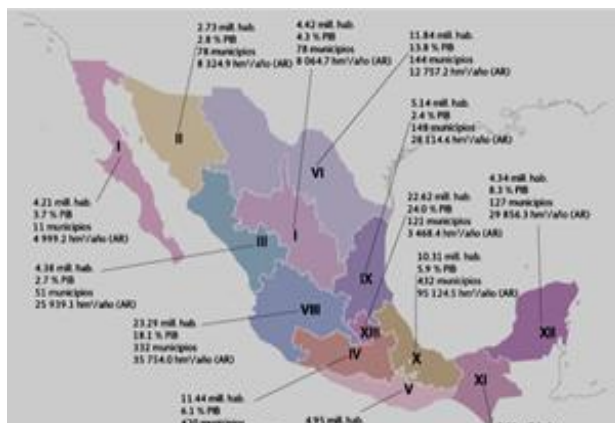 2.73 mill. hab.
2.8 % PIB
78 municipios
8 324.9 hm³/año (AR)
4.42 mill. hab.
4.3 % PIB
78 municipios
8 064.7 hm³/año (AR)
11.84 mill. hab.
13.8 % PIB
144 municipios
12 757.2 hm³/año (AR)
5.14 mill. hab.
2.4 % PIB
148 municipios
28 114.6 hm³/año (AR)
4.34 mill. hab.
8.3 % PIB
127 municipios
29 856.3 hm³/año (AR)
22.62 mill. hab.
24.0 % PIB
121 municipios
3 468.4 hm³/año (AR)
10.31 mill. hab.
5.9 % PIB
432 municipios
95 124.5 hm³/año (AR)
4.21 mill. hab.
3.7 % PIB
11 municipios
4 999.2 hm³/año (AR)
4.38 mill. hab.
2.7 % PIB
51 municipios
25 939.1 hm³/año (AR)
23.29 mill. hab.
18.1 % PIB
332 municipios
35 754.0 hm³/año (AR)
11.44 mill. hab.
6.1 % PIB
420 municipios
4.95 mill. hab.
I
II
VI
I
III
IX
VIII
XIII
IV
X
V
XI
XII